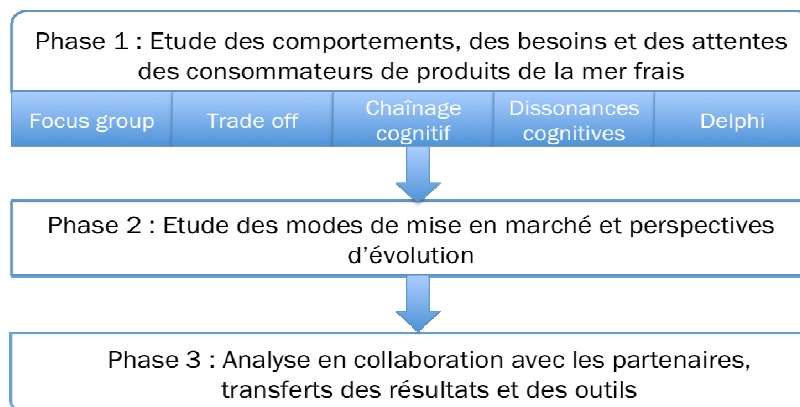 Phase 1 : Etude des comportements, des besoins et des attentes
des consommateurs de produits de la mer frais
Focus group
Trade off
Chaînage
cognitif
Dissonances
cognitives
Delphi
Phase 2 : Etude des modes de mise en marché et perspectives
d'évolution
Phase 3 : Analyse en collaboration avec les partenaires,
transferts des résultats et des outils